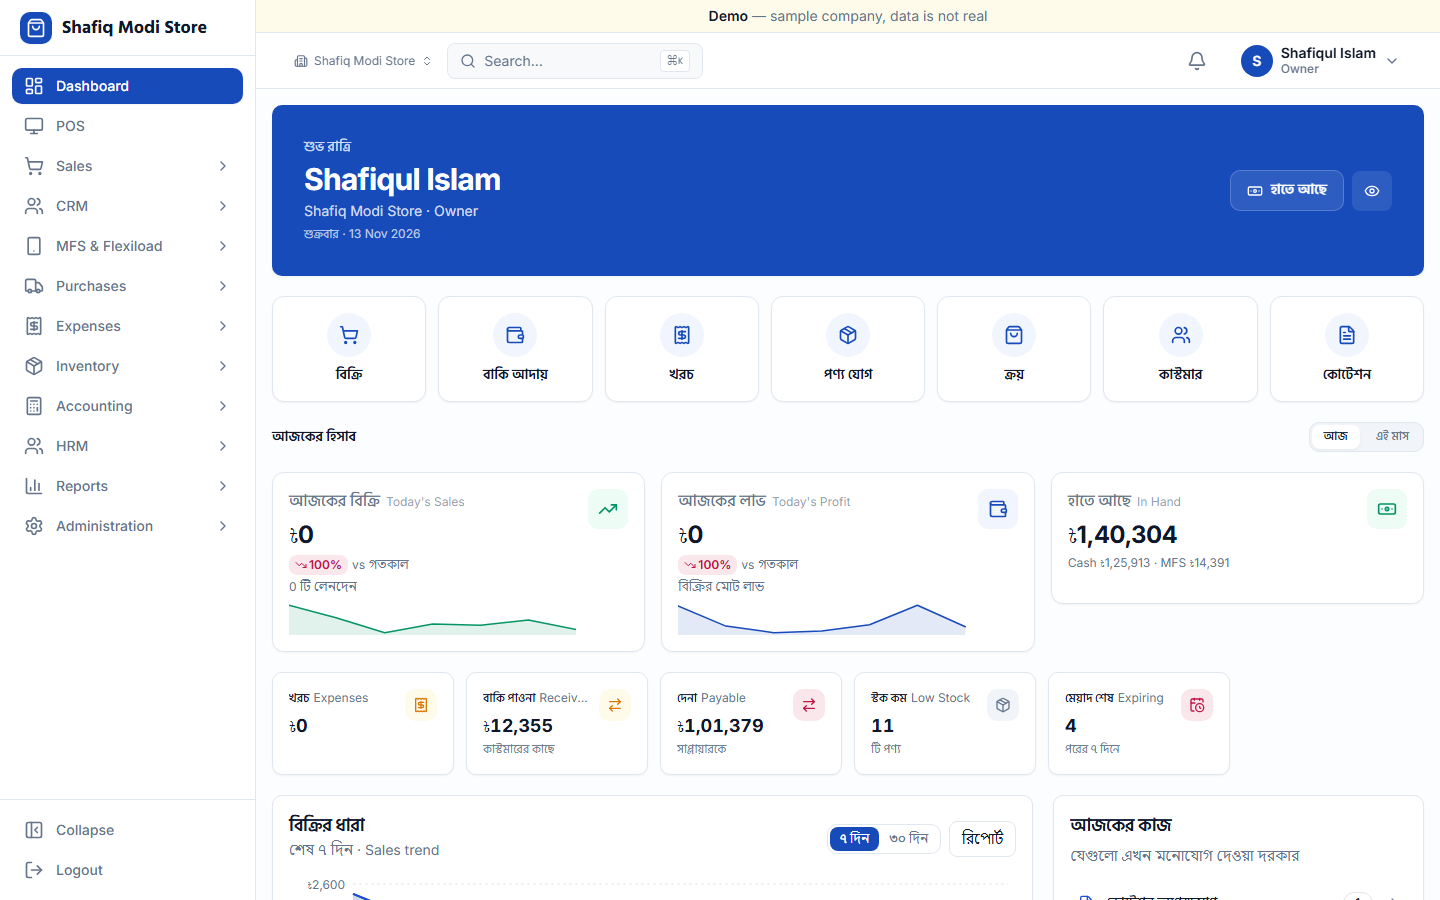 Shafiq Modi Store
Demo — sample company, data is not real
Shafiq Modi Store
Search...
⌘K
S
Shafiqul Islam
Owner
Dashboard
POS
Sales
CRM
MFS & Flexiload
Purchases
Expenses
Inventory
Accounting
HRM
Reports
Administration
Collapse
Logout
শুভ রাত্রি
Shafiqul Islam
Shafiq Modi Store · Owner
শুক্রবার · 13 Nov 2026
হাতে আছে
বিক্রি
বাকি আদায়
খরচ
পণ্য যোগ
ক্রয়
কাস্টমার
কোটেশন
আজকের হিসাব
আজ
এই মাস
আজকের বিক্রি Today's Sales
৳0
100% vs গতকাল
0 টি লেনদেন
আজকের লাভ Today's Profit
৳0
100% vs গতকাল
বিক্রির মোট লাভ
হাতে আছে In Hand
৳1,40,304
Cash ৳1,25,913 · MFS ৳14,391
খরচ Expenses
৳0
বাকি পাওনা Receiv...
৳12,355
কাস্টমারের কাছে
দেনা Payable
৳1,01,379
সাপ্লায়ারকে
স্টক কম Low Stock
11
টি পণ্য
মেয়াদ শেষ Expiring
4
পরের ৭ দিনে
বিক্রির ধারা
শেষ ৭ দিন · Sales trend
৭ দিন
৩০ দিন
রিপোর্ট
৳2,600
আজকের কাজ
যেগুলো এখন মনোযোগ দেওয়া দরকার